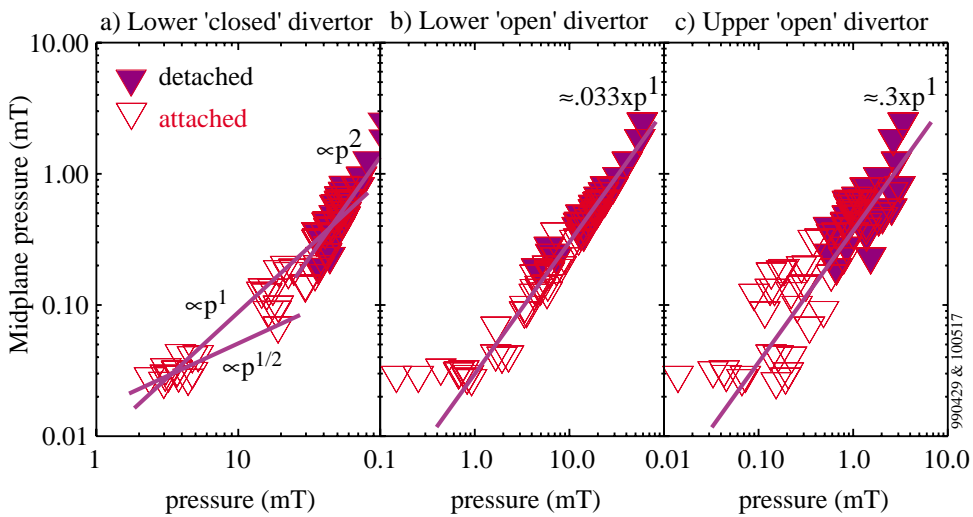 a) Lower 'closed' divertor
b) Lower 'open' divertor
c) Upper 'open' divertor
10.00
1.00
0.10
0.01
Midplane pressure (mT)
detached
attached
∝p²
∝p¹
∝p^1/2
≈.033xp¹
≈.3xp¹
990429 & 100517
1
10
0.1
1.0
10.0
0.01
0.1
1.0
10.0
pressure (mT)
pressure (mT)
pressure (mT)